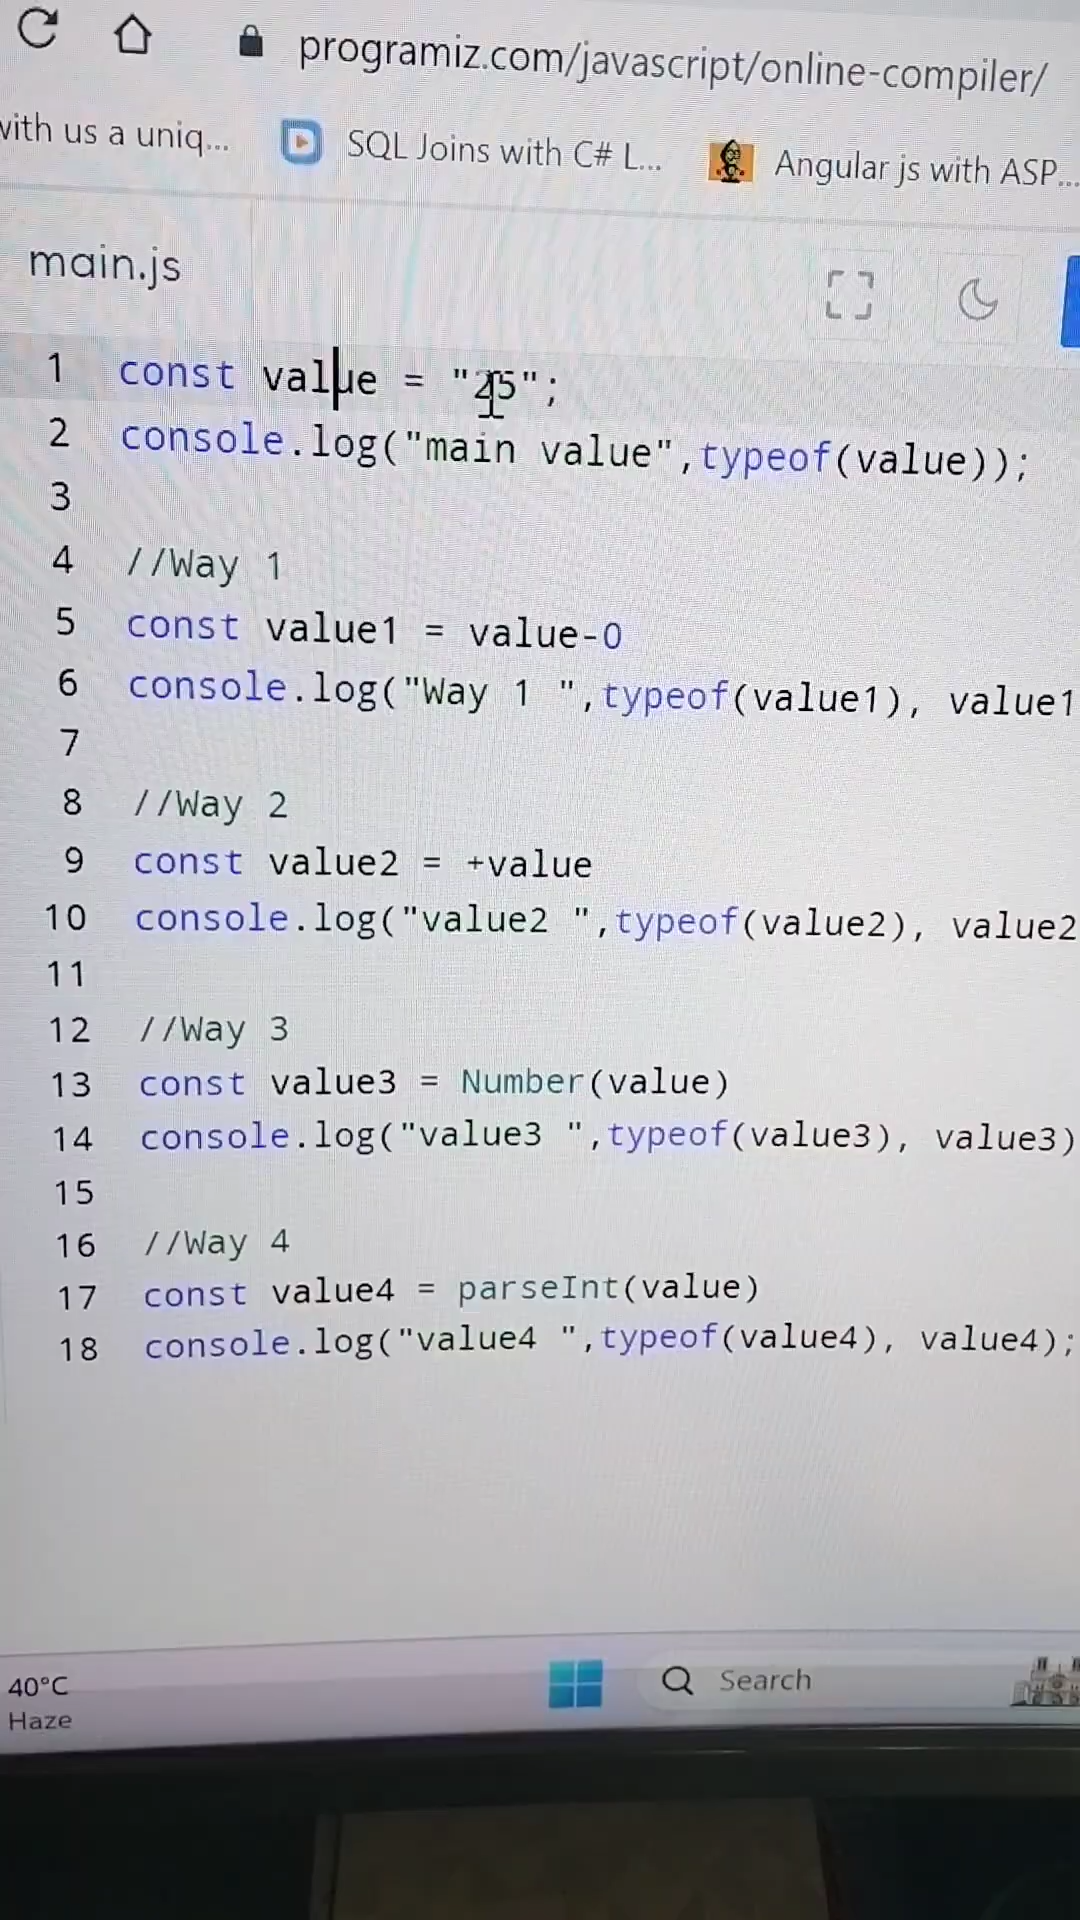 programiz.com/javascript/online-compiler/
with us a uniq... SQL Joins with C# L... Angular js with ASP...
main.js
1 const value = "25";
2 console.log("main value",typeof(value));
3
4 //Way 1
5 const value1 = value-0
6 console.log("Way 1 ",typeof(value1), value1
7
8 //Way 2
9 const value2 = +value
10 console.log("value2 ",typeof(value2), value2
11
12 //Way 3
13 const value3 = Number(value)
14 console.log("value3 ",typeof(value3), value3)
15
16 //Way 4
17 const value4 = parseInt(value)
18 console.log("value4 ",typeof(value4), value4);
40°C
Haze
Search